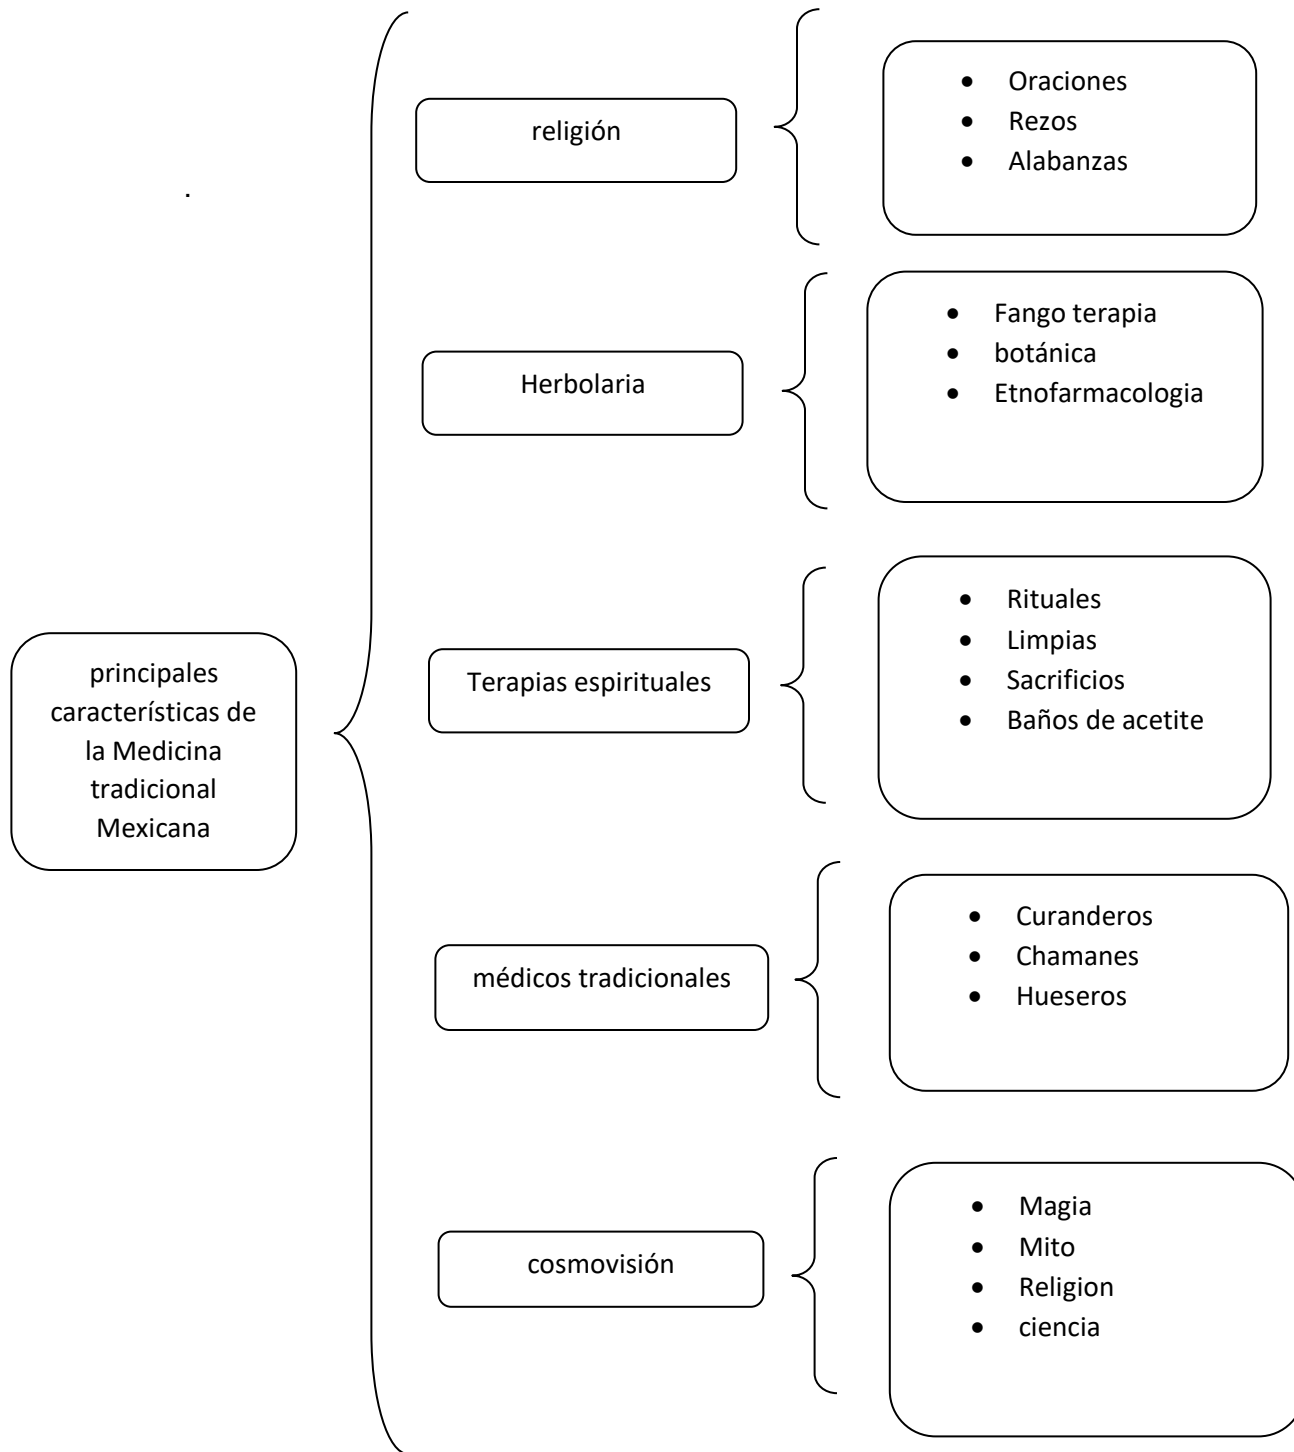 principales
características de
la Medicina
tradicional
Mexicana
.
religión
• Oraciones
• Rezos
• Alabanzas
Herbolaria
• Fango terapia
• botánica
• Etnofarmacologia
Terapias espirituales
• Rituales
• Limpias
• Sacrificios
• Baños de acetite
médicos tradicionales
• Curanderos
• Chamanes
• Hueseros
cosmovisión
• Magia
• Mito
• Religion
• ciencia